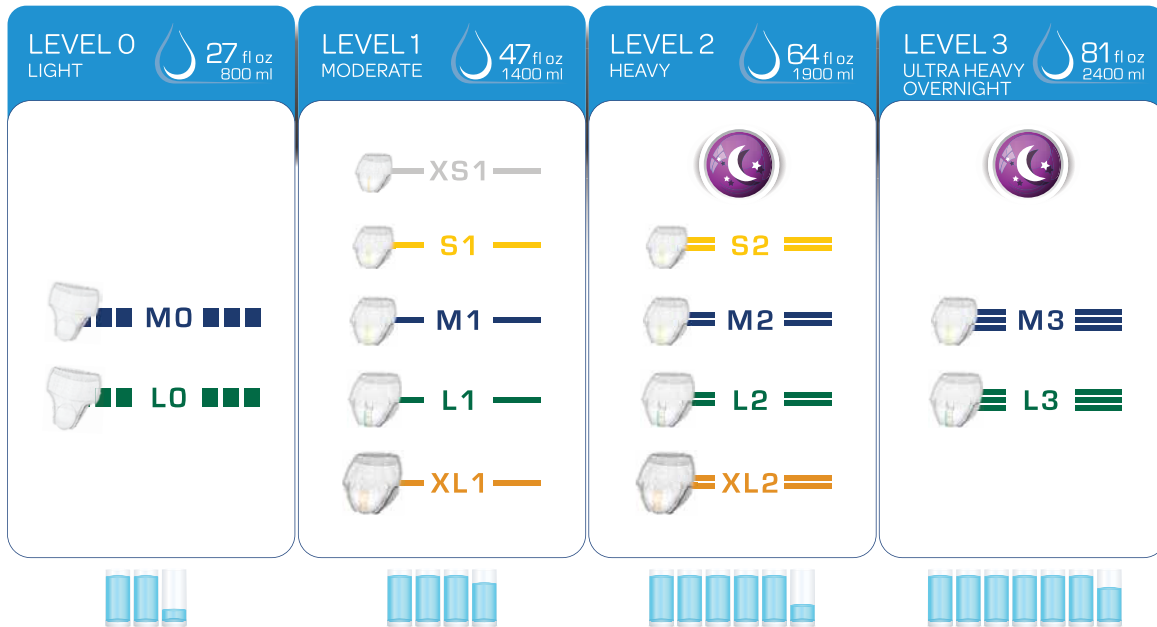 LEVEL 0
LIGHT
27 fl oz
800 ml
LEVEL 1
MODERATE
47 fl oz
1400 ml
LEVEL 2
HEAVY
64 fl oz
1900 ml
LEVEL 3
ULTRA HEAVY
OVERNIGHT
81 fl oz
2400 ml
M0
L0
XS1
S1
M1
L1
XL1
S2
M2
L2
XL2
M3
L3